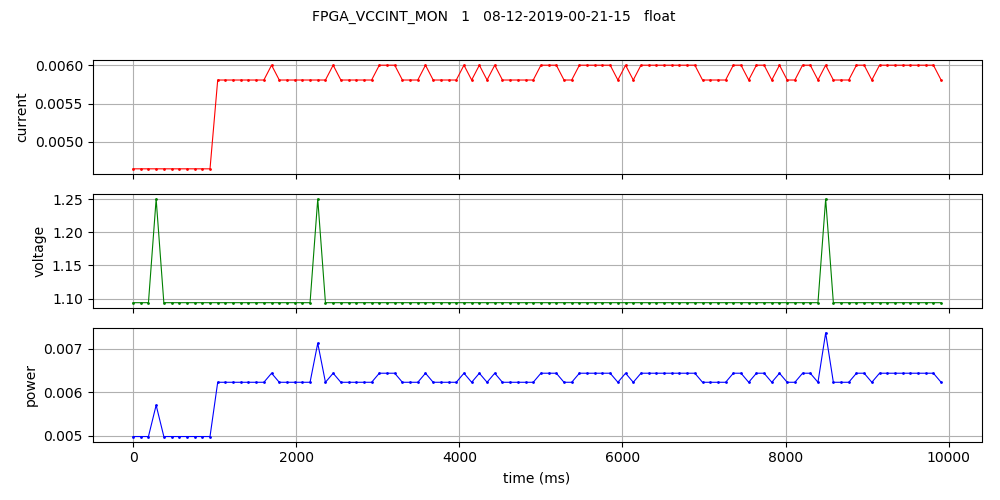 FPGA_VCCINT_MON 1 08-12-2019-00-21-15 float
0.0060
0.0055
0.0050
current
1.25
1.20
1.15
1.10
voltage
0.007
0.006
0.005
power
0 2000 4000 6000 8000 10000
time (ms)